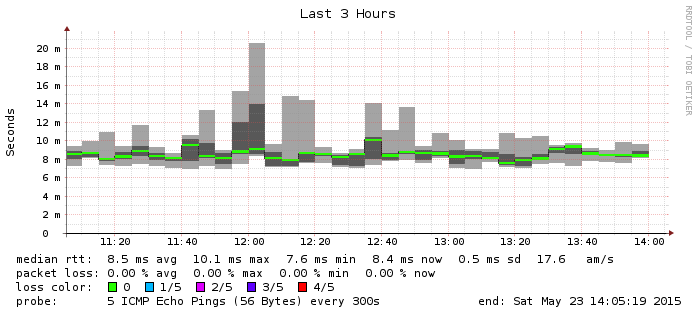 Last 3 Hours
RRDTOOL / TOBI OETIKER
Seconds
20 m
18 m
16 m
14 m
12 m
10 m
8 m
6 m
4 m
2 m
0
11:20 11:40 12:00 12:20 12:40 13:00 13:20 13:40 14:00
median rtt: 8.5 ms avg 10.1 ms max 7.6 ms min 8.4 ms now 0.5 ms sd 17.6 am/s
packet loss: 0.00 % avg 0.00 % max 0.00 % min 0.00 % now
loss color: 0 1/5 2/5 3/5 4/5
probe: 5 ICMP Echo Pings (56 Bytes) every 300s end: Sat May 23 14:05:19 2015